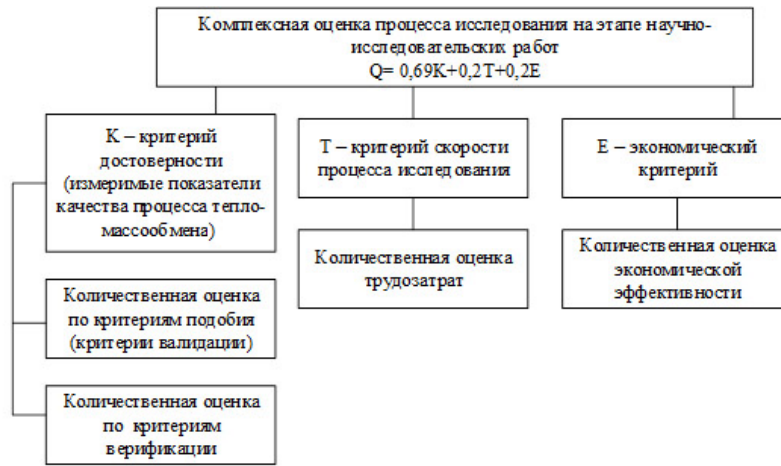 Комплексная оценка процесса исследования на этапе научно-
исследовательских работ
Q= 0,69K+0,2T+0,2E
K – критерий
достоверности
(измеримые показатели
качества процесса тепло-
массообмена)
T – критерий скорости
процесса исследования
E – экономический
критерий
Количественная оценка
трудозатрат
Количественная оценка
экономической
эффективности
Количественная оценка
по критериям подобия
(критерии валидации)
Количественная оценка
по критериям
верификации